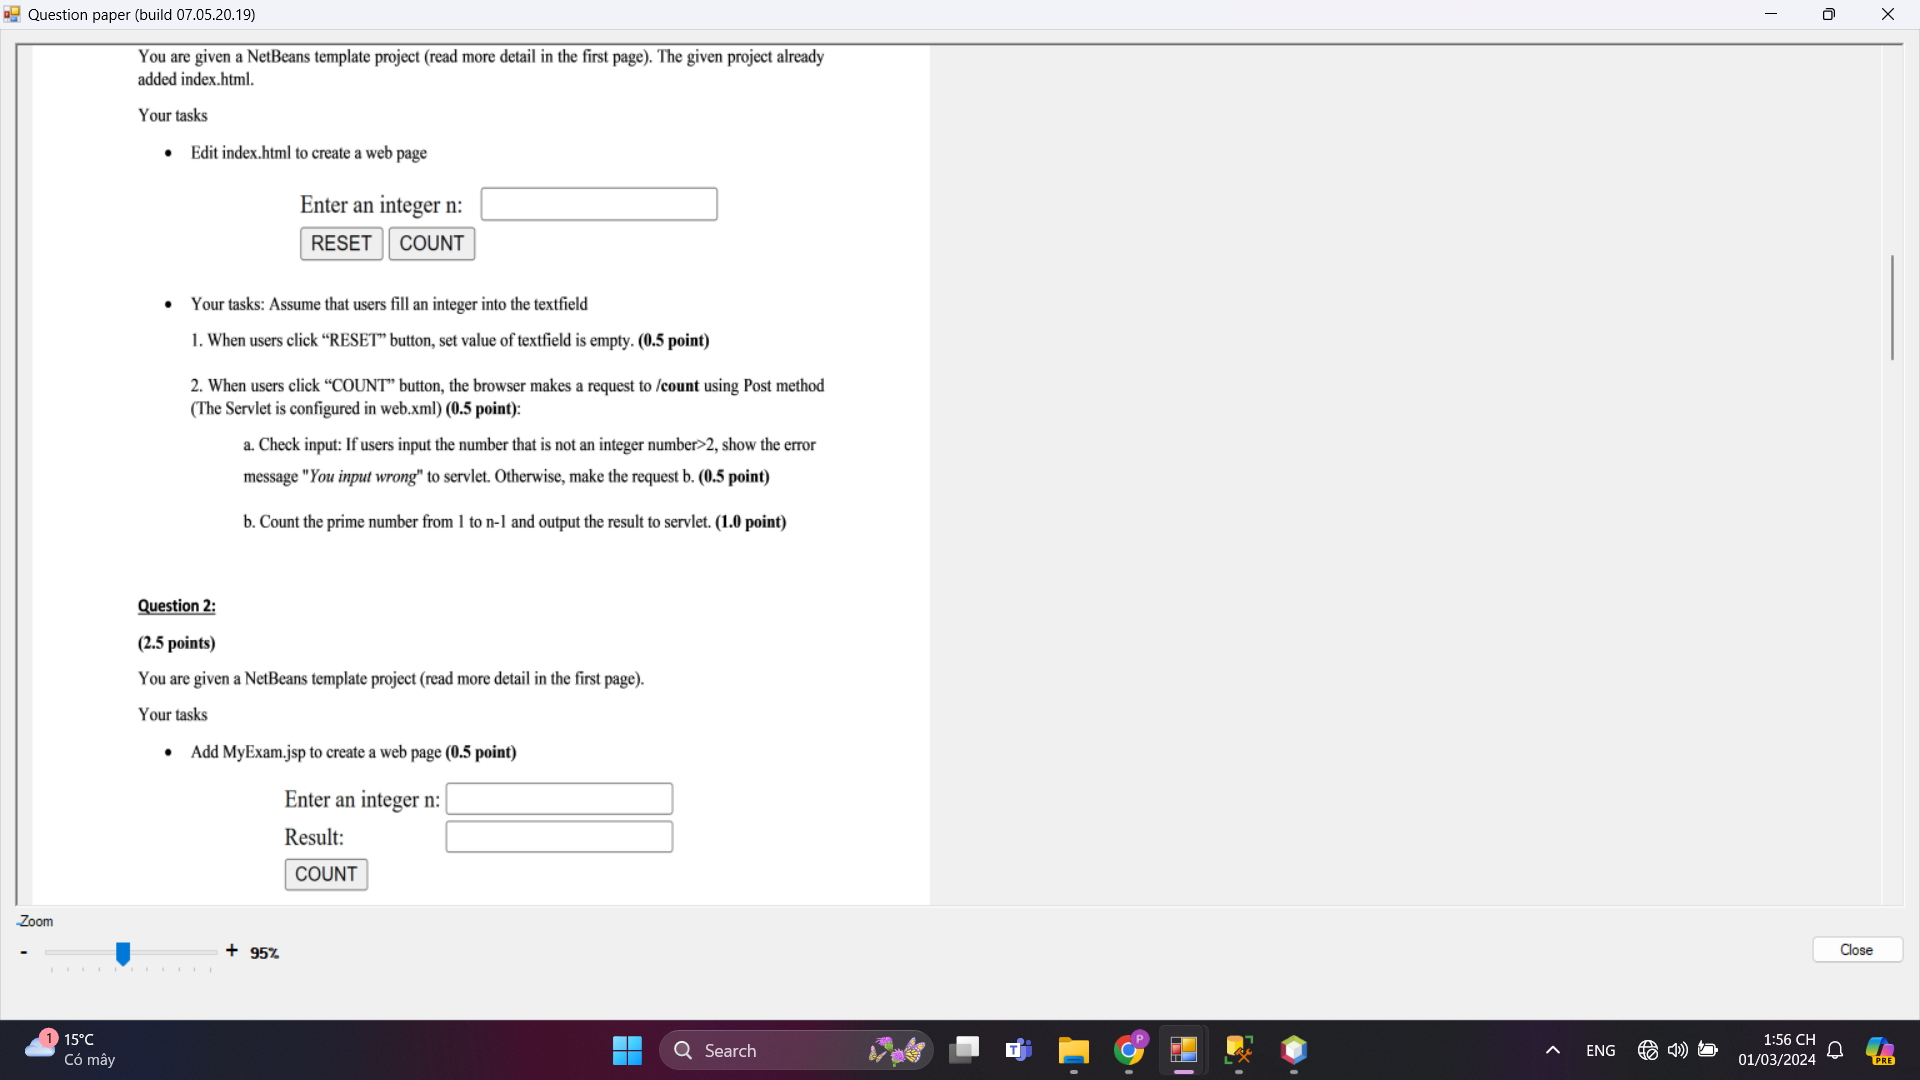 Question paper (build 07.05.20.19)
You are given a NetBeans template project (read more detail in the first page). The given project already
added index.html.
Your tasks
• Edit index.html to create a web page
Enter an integer n:
RESET COUNT
• Your tasks: Assume that users fill an integer into the textfield
1. When users click “RESET” button, set value of textfield is empty. (0.5 point)
2. When users click “COUNT” button, the browser makes a request to /count using Post method
(The Servlet is configured in web.xml) (0.5 point):
a. Check input: If users input the number that is not an integer number>2, show the error
message "You input wrong" to servlet. Otherwise, make the request b. (0.5 point)
b. Count the prime number from 1 to n-1 and output the result to servlet. (1.0 point)
Question 2:
(2.5 points)
You are given a NetBeans template project (read more detail in the first page).
Your tasks
• Add MyExam.jsp to create a web page (0.5 point)
Enter an integer n:
Result:
COUNT
Zoom
- + 95%
Close
1 15°C
Có mây
Search
T
P
ENG
1:56 CH
01/03/2024
PRE